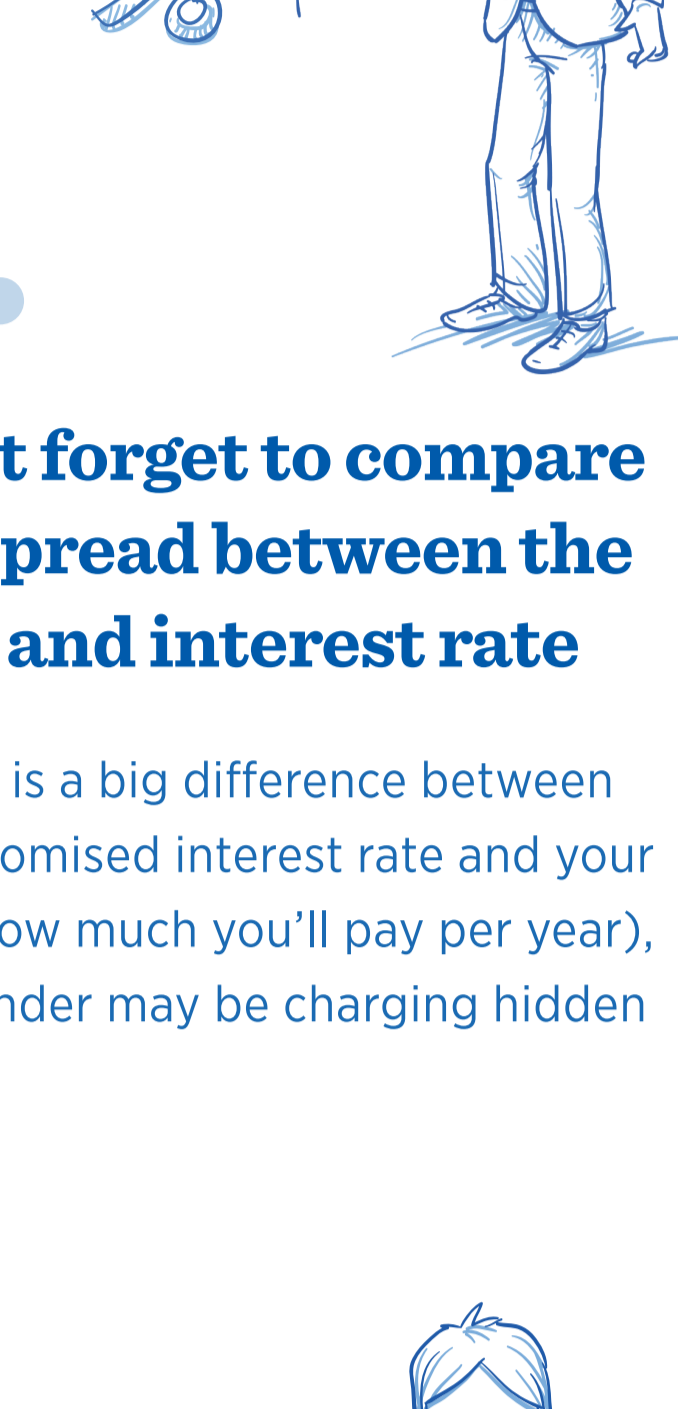 t forget to compare
pread between the
and interest rate
is a big difference between
omised interest rate and your
ow much you’ll pay per year),
nder may be charging hidden